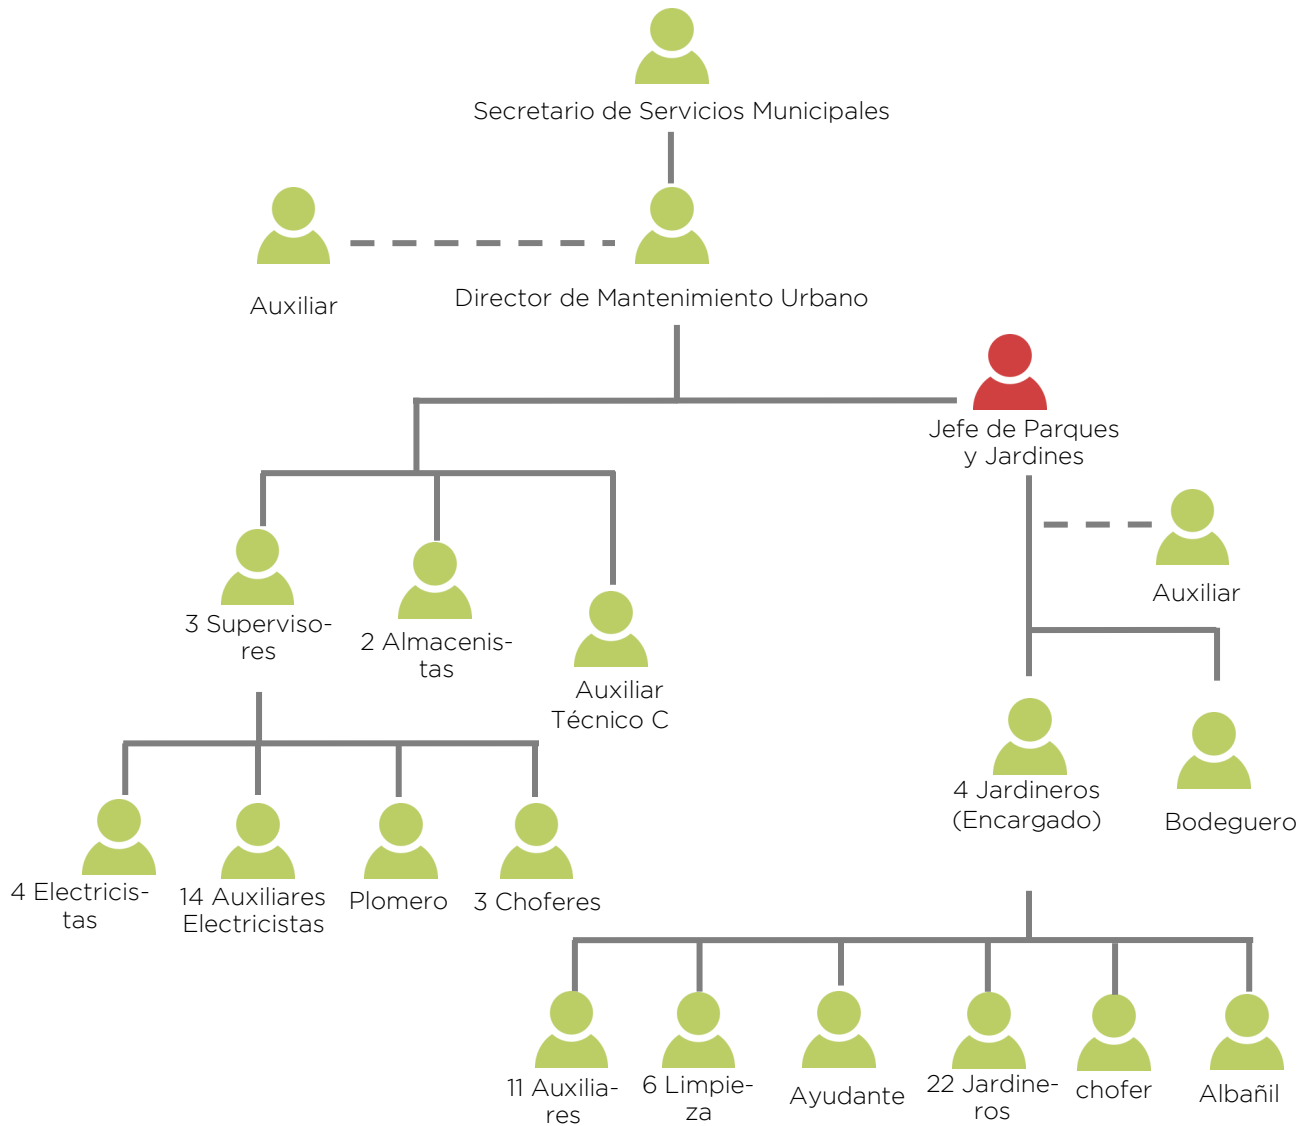 Secretario de Servicios Municipales
Auxiliar
Director de Mantenimiento Urbano
Jefe de Parques
y Jardines
Auxiliar
3 Superviso-
res
2 Almacenis-
tas
Auxiliar
Técnico C
4 Jardineros
(Encargado)
Bodeguero
4 Electricis-
tas
14 Auxiliares
Electricistas
Plomero
3 Choferes
11 Auxilia-
res
6 Limpie-
za
Ayudante
22 Jardine-
ros
chofer
Albañil